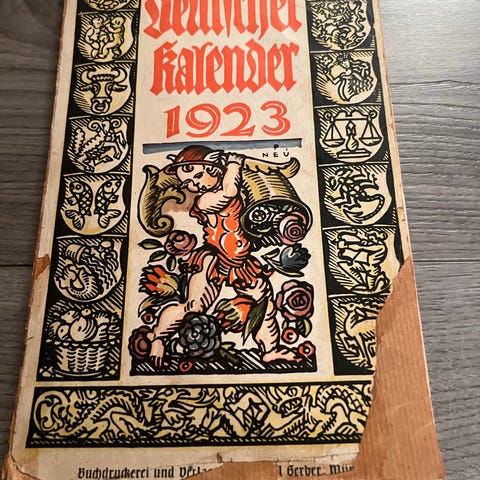 Deutscher
Kalender
1923
P.
NEU
Buchdruckerei und Gerber